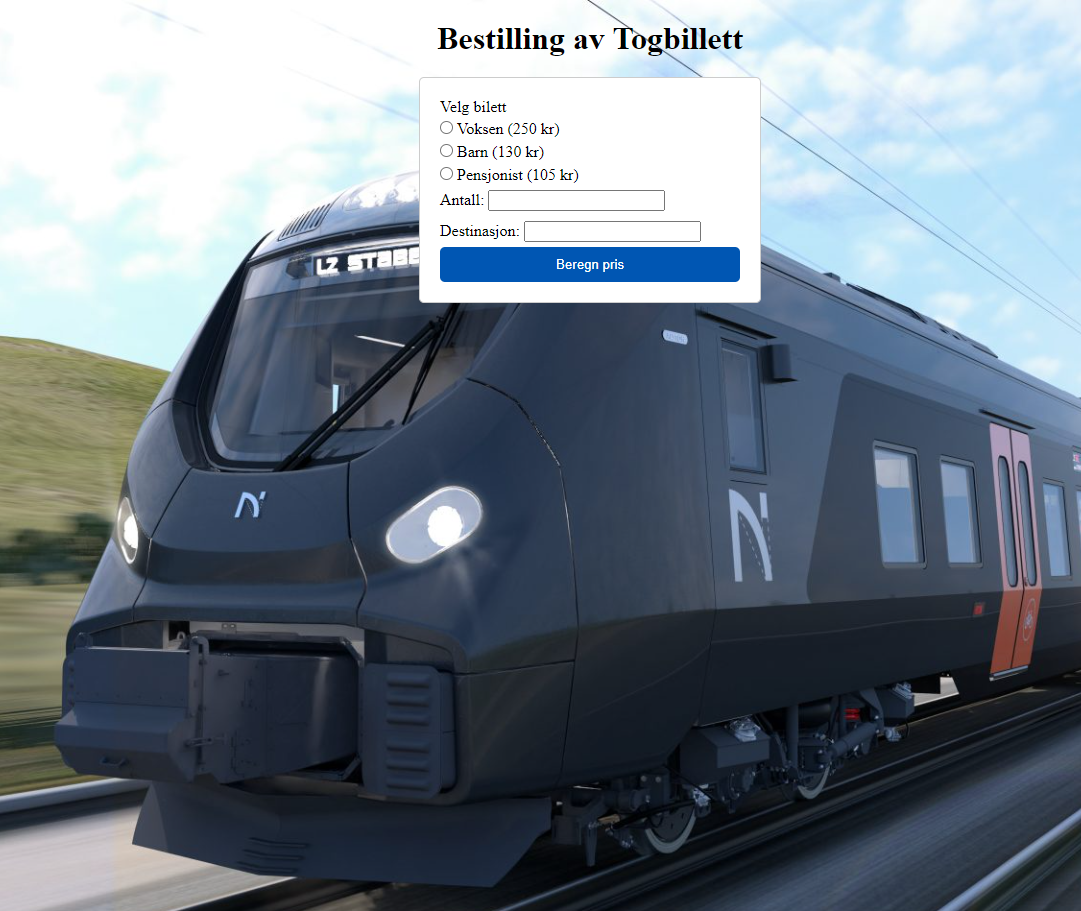 Bestilling av Togbillett
Velg bilett
Voksen (250 kr)
Barn (130 kr)
Pensjonist (105 kr)
Antall:
Destinasjon:
Beregn pris
L2 STABE
N
N